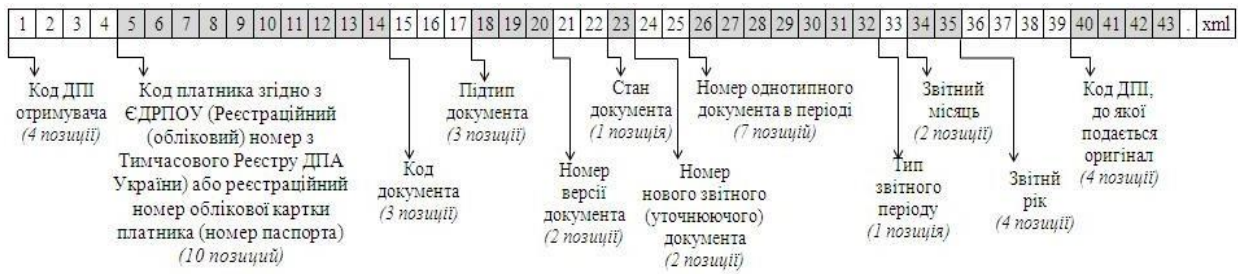 1 2 3 4 5 6 7 8 9 10 11 12 13 14 15 16 17 18 19 20 21 22 23 24 25 26 27 28 29 30 31 32 33 34 35 36 37 38 39 40 41 42 43 . xml
Код ДПІ
отримувача
(4 позиції)
Код платника згідно з
ЄДРПОУ (Реєстраційний
(обліковий) номер з
Тимчасового Реєстру ДПА
України) або реєстраційний
номер облікової картки
платника (номер паспорта)
(10 позиций)
Код
документа
(3 позиції)
Підтип
документа
(3 позиції)
Номер
версії
документа
(2 позиції)
Стан
документа
(1 позиція)
Номер
нового звітного
(уточнюючого)
документа
(2 позиції)
Номер однотипного
документа в періоді
(7 позицій)
Тип
звітного
періоду
(1 позиція)
Звітний
місяць
(2 позиції)
Звітнй
рік
(4 позиції)
Код ДПІ,
до якої
подається
оригінал
(4 позиції)